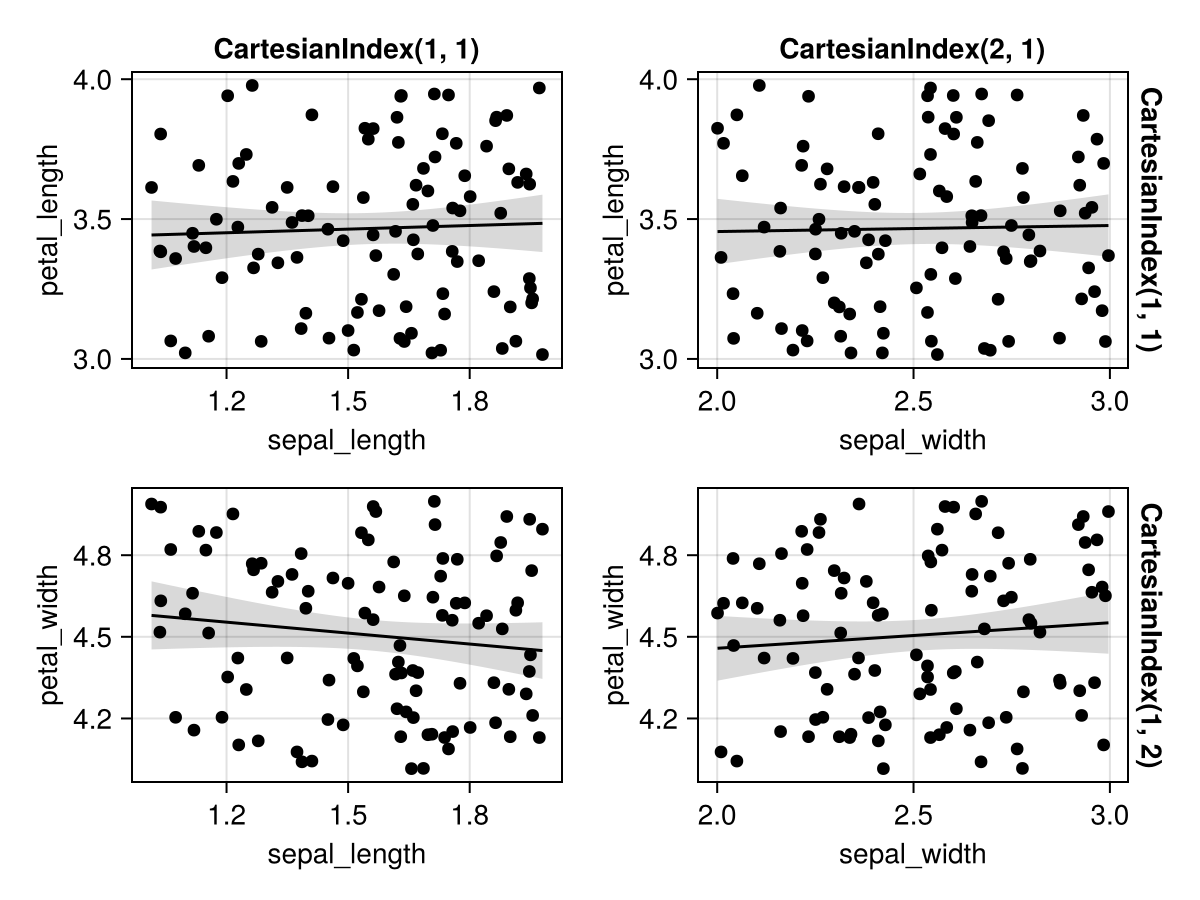 CartesianIndex(1, 1)
CartesianIndex(2, 1)
4.0
3.5
3.0
petal_length
1.2 1.5 1.8
sepal_length
4.0
3.5
3.0
petal_length
2.0 2.5 3.0
sepal_width
CartesianIndex(1, 1)
4.8
4.5
4.2
petal_width
1.2 1.5 1.8
sepal_length
4.8
4.5
4.2
petal_width
2.0 2.5 3.0
sepal_width
CartesianIndex(1, 2)